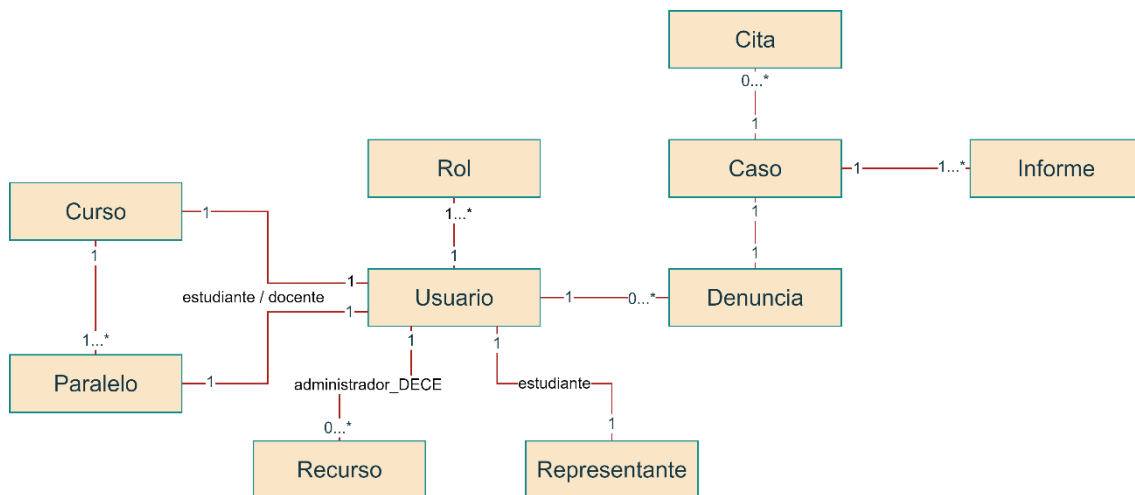 Cita
0...*
1
Rol
Caso
1
1...*
Informe
Curso
1
1...*
1
1
1
1
1
estudiante / docente
Usuario
1
0...*
Denuncia
1
1...*
1
1
1
Paralelo
1
administrador_DECE
estudiante
0...*
1
Recurso
Representante